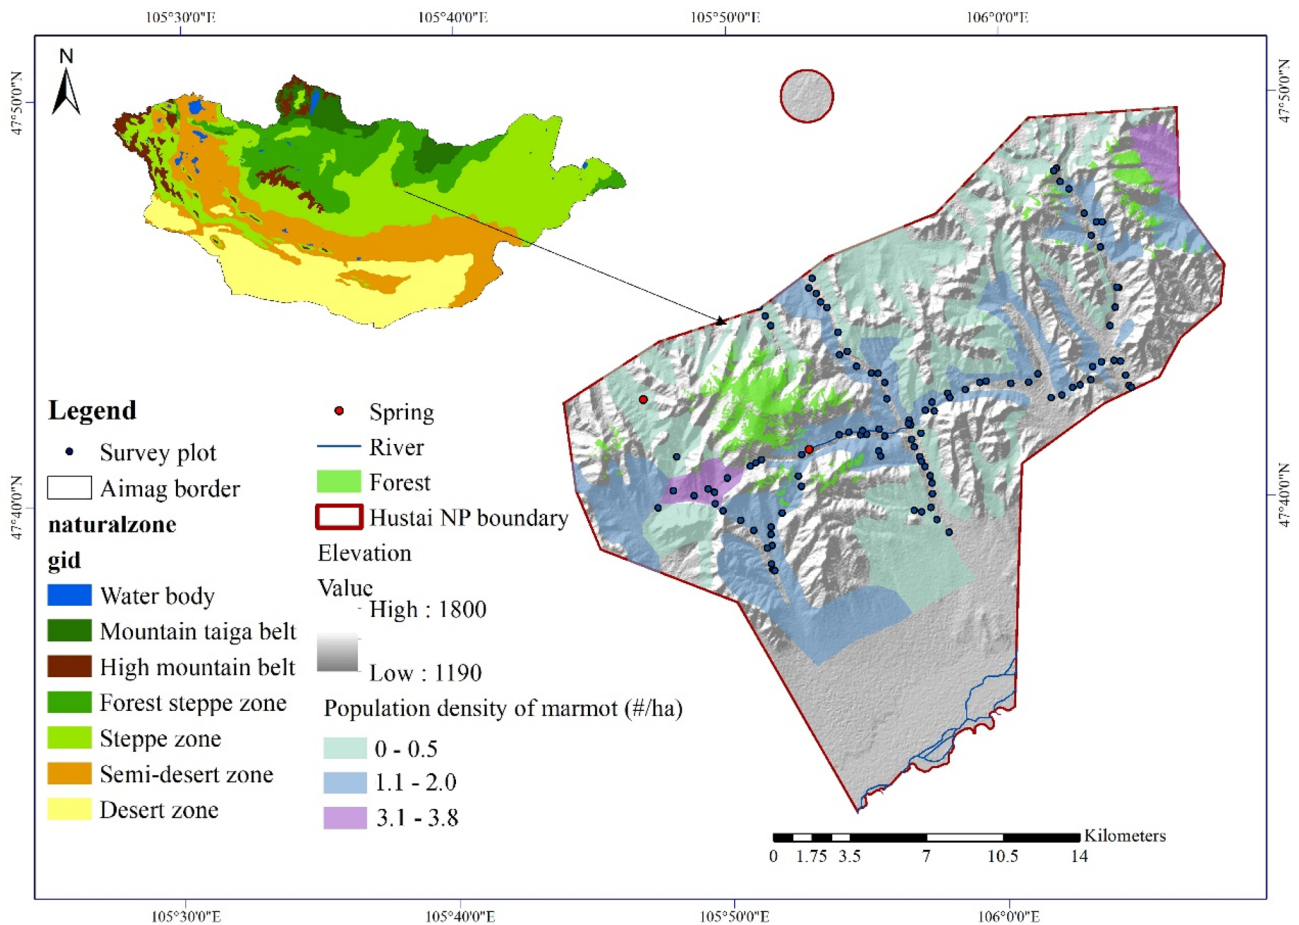 105°30'0"E 105°40'0"E 105°50'0"E 106°0'0"E
47°50'0"N
47°50'0"N
N
47°40'0"N
47°40'0"N
Legend
Survey plot
Aimag border
naturalzone
gid
Water body
Mountain taiga belt
High mountain belt
Forest steppe zone
Steppe zone
Semi-desert zone
Desert zone
Spring
River
Forest
Hustai NP boundary
Elevation
Value
High : 1800
Low : 1190
Population density of marmot (#/ha)
0 - 0.5
1.1 - 2.0
3.1 - 3.8
Kilometers
0 1.75 3.5 7 10.5 14
105°30'0"E 105°40'0"E 105°50'0"E 106°0'0"E